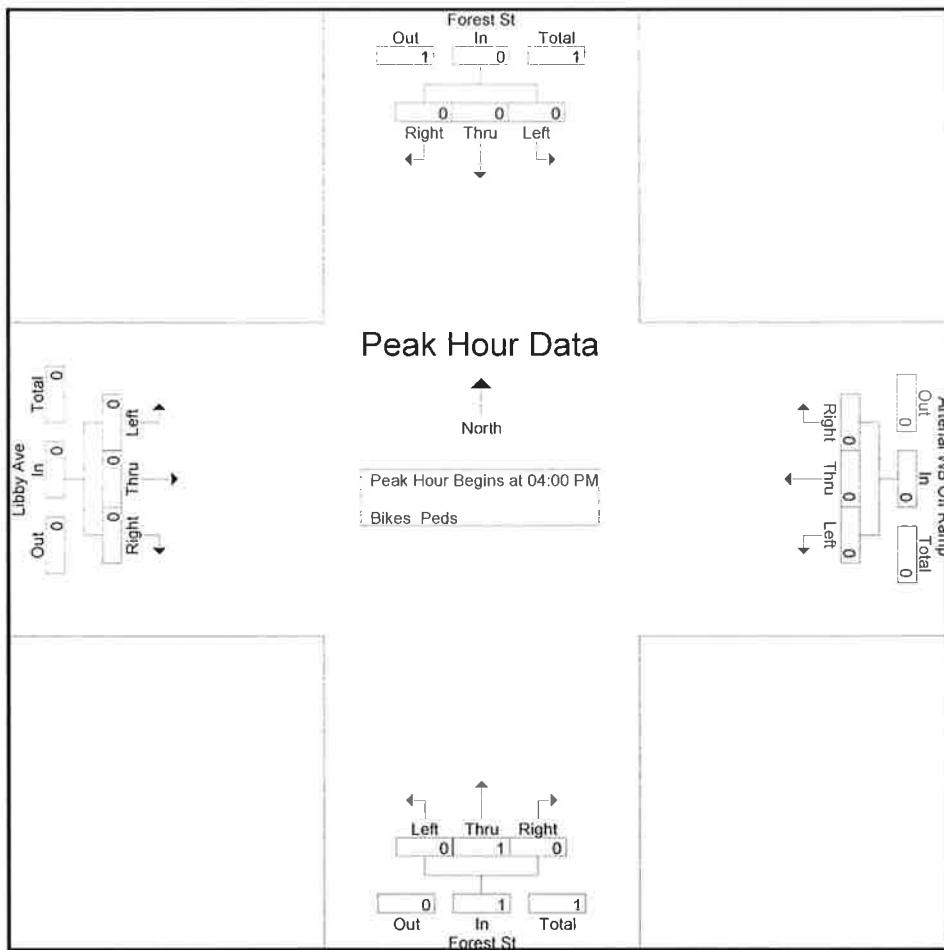 Forest St
Out In Total
1 0 1
0 0 0
Right Thru Left
Peak Hour Data
North
Peak Hour Begins at 04:00 PM
Bikes Peds
Libby Ave
Out In Total
0 0 0
Right Thru Left
0 0 0
Out In Total
0 0 0
Right Thru Left
0 0 0
Left Thru Right
0 1 0
0 1 1
Out In Total
Forest St